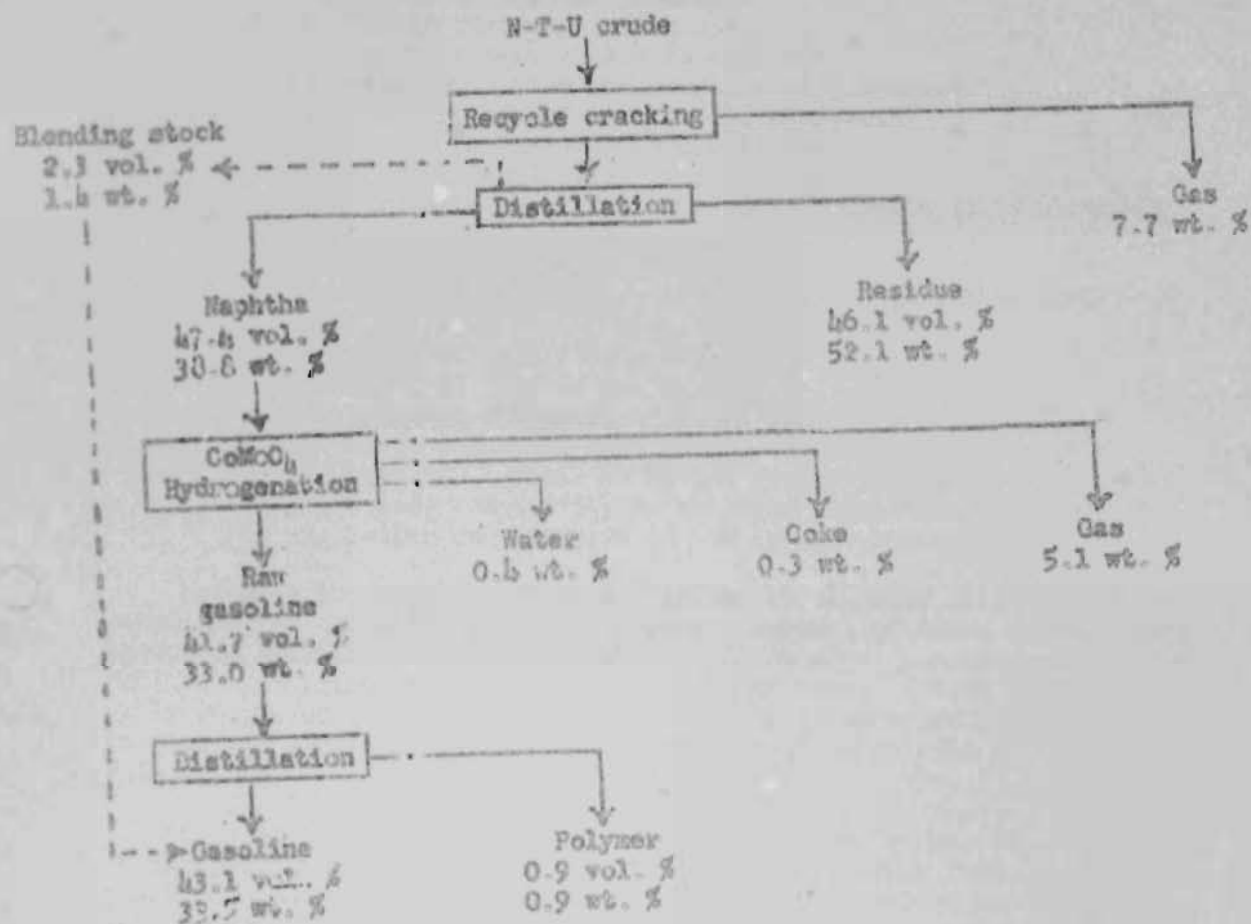 N-T-U crude
Recycle cracking
Blending stock
2.3 vol. %
1.4 wt. %
Distillation
Gas
7.7 wt. %
Naphtha
47.4 vol. %
38.8 wt. %
Residue
46.1 vol. %
52.1 wt. %
CoMoO4
Hydrogenation
Water
0.4 wt. %
Coke
0.3 wt. %
Gas
5.1 wt. %
Raw
gasoline
41.7 vol. %
33.0 wt. %
Distillation
Gasoline
43.1 vol. %
33.5 wt. %
Polymer
0.9 vol. %
0.9 wt. %